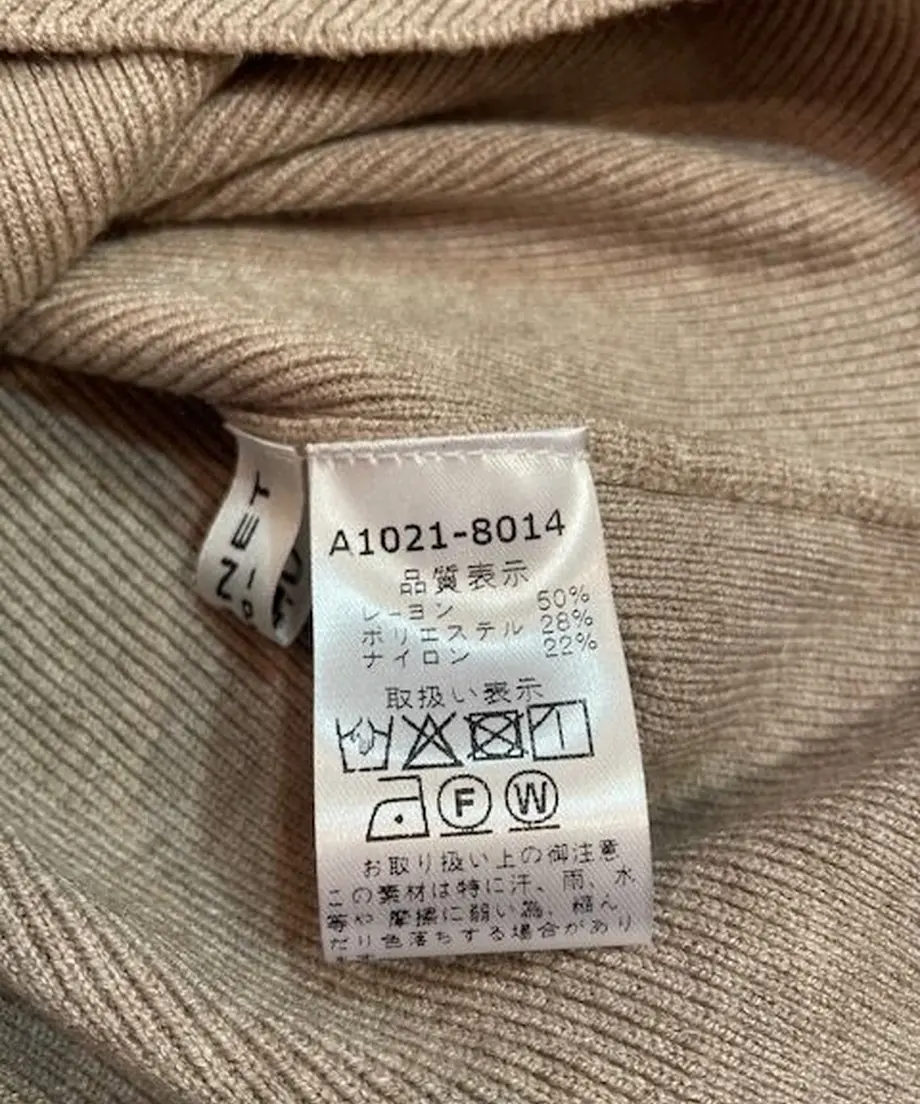 NET
A1021-8014
品質表示
レーヨン 50%
ポリエステル 28%
ナイロン 22%
取扱い表示
F W
お取り扱い上の御注意
この素材は特に汗、雨、水
等や 摩擦に弱い為、縮ん
だり色落ちする場合があり
ます